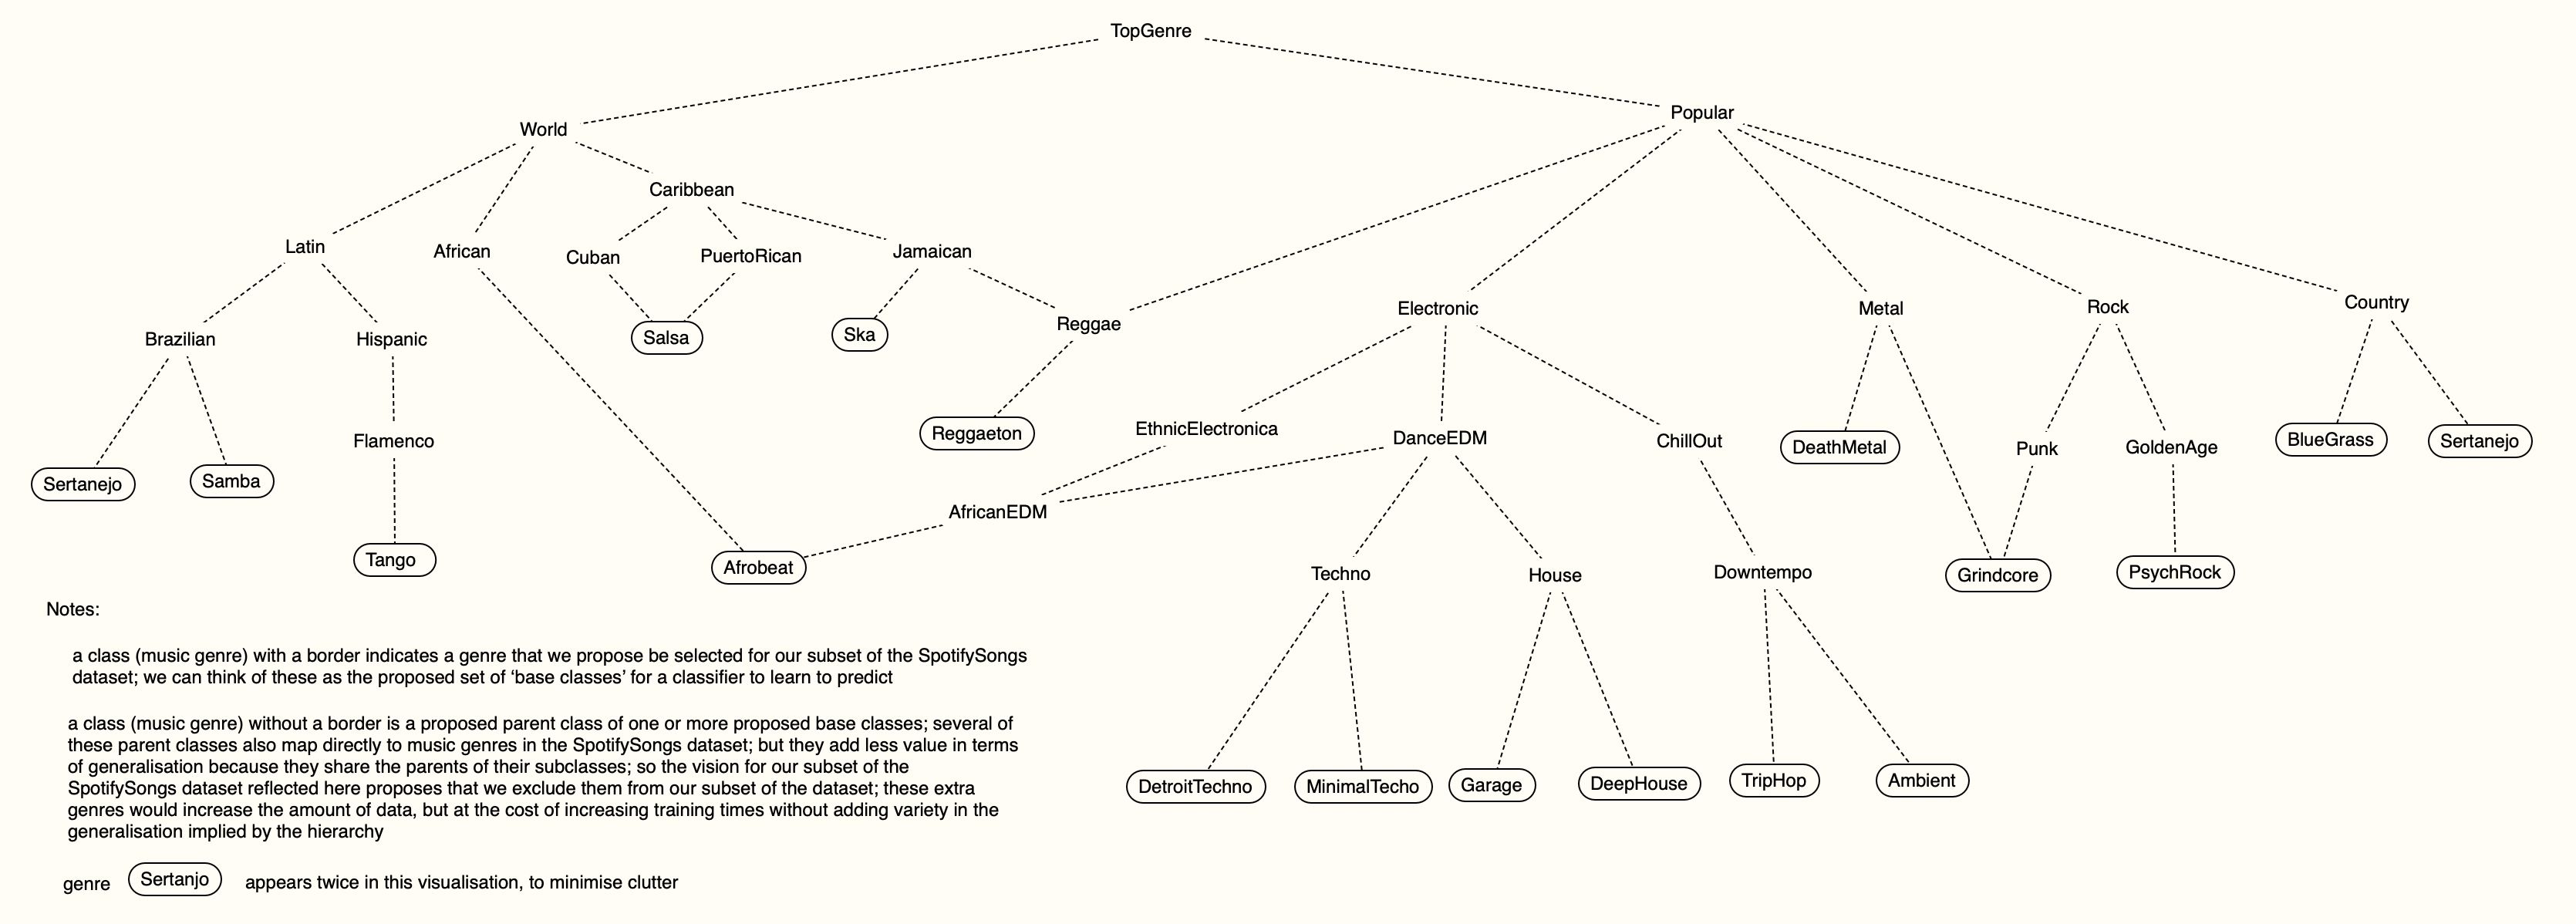 TopGenre
World
Popular
Caribbean
Latin
African
Cuban
PuertoRican
Jamaican
Brazilian
Hispanic
Salsa
Ska
Reggae
Electronic
Metal
Rock
Country
Sertanejo
Samba
Flamenco
Reggaeton
EthnicElectronica
DanceEDM
ChillOut
DeathMetal
Punk
GoldenAge
BlueGrass
Sertanejo
Tango
Afrobeat
AfricanEDM
Techno
House
Downtempo
Grindcore
PsychRock
DetroitTechno
MinimalTecho
Garage
DeepHouse
TripHop
Ambient
Notes:
a class (music genre) with a border indicates a genre that we propose be selected for our subset of the SpotifySongs
dataset; we can think of these as the proposed set of ‘base classes’ for a classifier to learn to predict
a class (music genre) without a border is a proposed parent class of one or more proposed base classes; several of
these parent classes also map directly to music genres in the SpotifySongs dataset; but they add less value in terms
of generalisation because they share the parents of their subclasses; so the vision for our subset of the
SpotifySongs dataset reflected here proposes that we exclude them from our subset of the dataset; these extra
genres would increase the amount of data, but at the cost of increasing training times without adding variety in the
generalisation implied by the hierarchy
genre Sertanjo appears twice in this visualisation, to minimise clutter